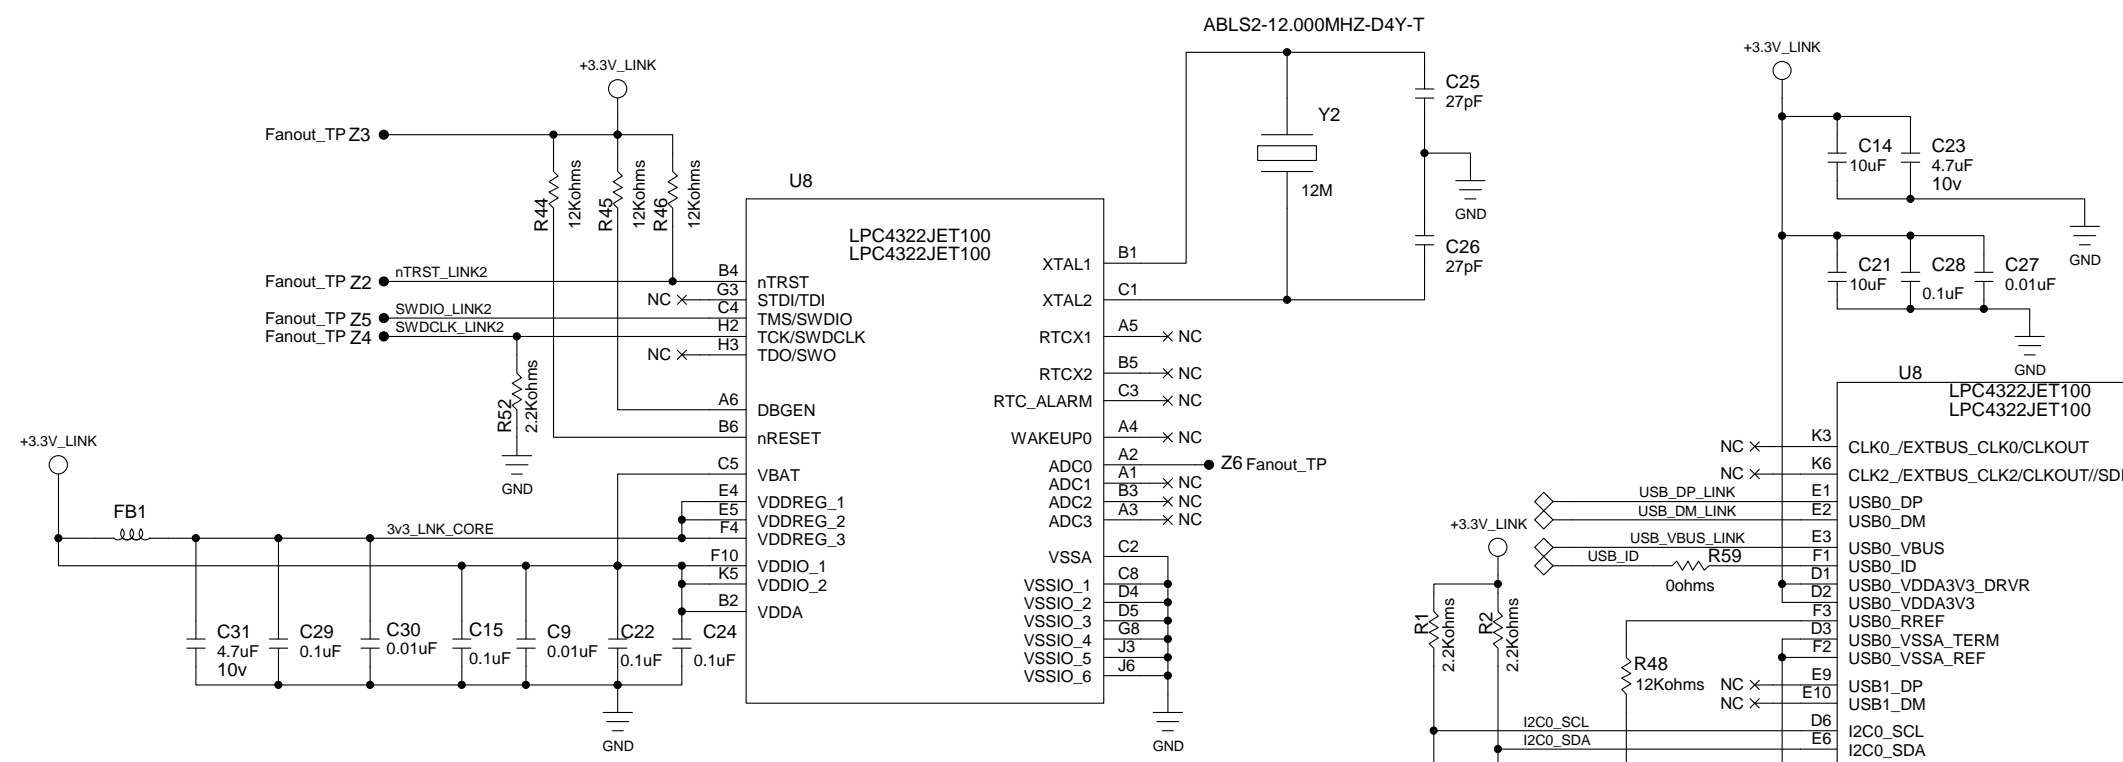 ABLS2-12.000MHZ-D4Y-T
+3.3V_LINK
+3.3V_LINK
Fanout_TP Z3
R44
12Kohms
R45
12Kohms
R46
12Kohms
Fanout_TP Z2
nTRST_LINK2
Fanout_TP Z5
SWDIO_LINK2
Fanout_TP Z4
SWDCLK_LINK2
NC
NC
R52
2.2Kohms
GND
U8
LPC4322JET100
LPC4322JET100
B4 nTRST
G3 STDI/TDI
C4 TMS/SWDIO
H2 TCK/SWDCLK
H3 TDO/SWO
A6 DBGEN
B6 nRESET
C5 VBAT
E4 VDDREG_1
E5 VDDREG_2
F4 VDDREG_3
F10 VDDIO_1
K5 VDDIO_2
B2 VDDA
XTAL1 B1
XTAL2 C1
RTCX1 A5 NC
RTCX2 B5 NC
RTC_ALARM C3 NC
WAKEUP0 A4 NC
ADC0 A2 Z6 Fanout_TP
ADC1 A1 NC
ADC2 B3 NC
ADC3 A3 NC
VSSA C2
VSSIO_1 C8
VSSIO_2 D4
VSSIO_3 D5
VSSIO_4 G8
VSSIO_5 J3
VSSIO_6 J6
GND
Y2
12M
C25
27pF
GND
C26
27pF
+3.3V_LINK
FB1
3v3_LNK_CORE
C31
4.7uF
10v
C29
0.1uF
C30
0.01uF
C15
0.1uF
C9
0.01uF
C22
0.1uF
C24
0.1uF
GND
C14
10uF
C23
4.7uF
10v
GND
C21
10uF
C28
0.1uF
C27
0.01uF
GND
U8
LPC4322JET100
LPC4322JET100
NC K3 CLK0_/EXTBUS_CLK0/CLKOUT
NC K6 CLK2_/EXTBUS_CLK2/CLKOUT//SD
USB_DP_LINK E1 USB0_DP
USB_DM_LINK E2 USB0_DM
USB_VBUS_LINK E3 USB0_VBUS
USB_ID R59 F1 USB0_ID
0ohms
D1 USB0_VDDA3V3_DRVR
D2 USB0_VDDA3V3
F3 USB0_RREF
D3 USB0_VSSA_TERM
F2 USB0_VSSA_REF
NC E9 USB1_DP
NC E10 USB1_DM
I2C0_SCL D6 I2C0_SCL
I2C0_SDA E6 I2C0_SDA
+3.3V_LINK
R1
2.2Kohms
R2
2.2Kohms
R48
12Kohms